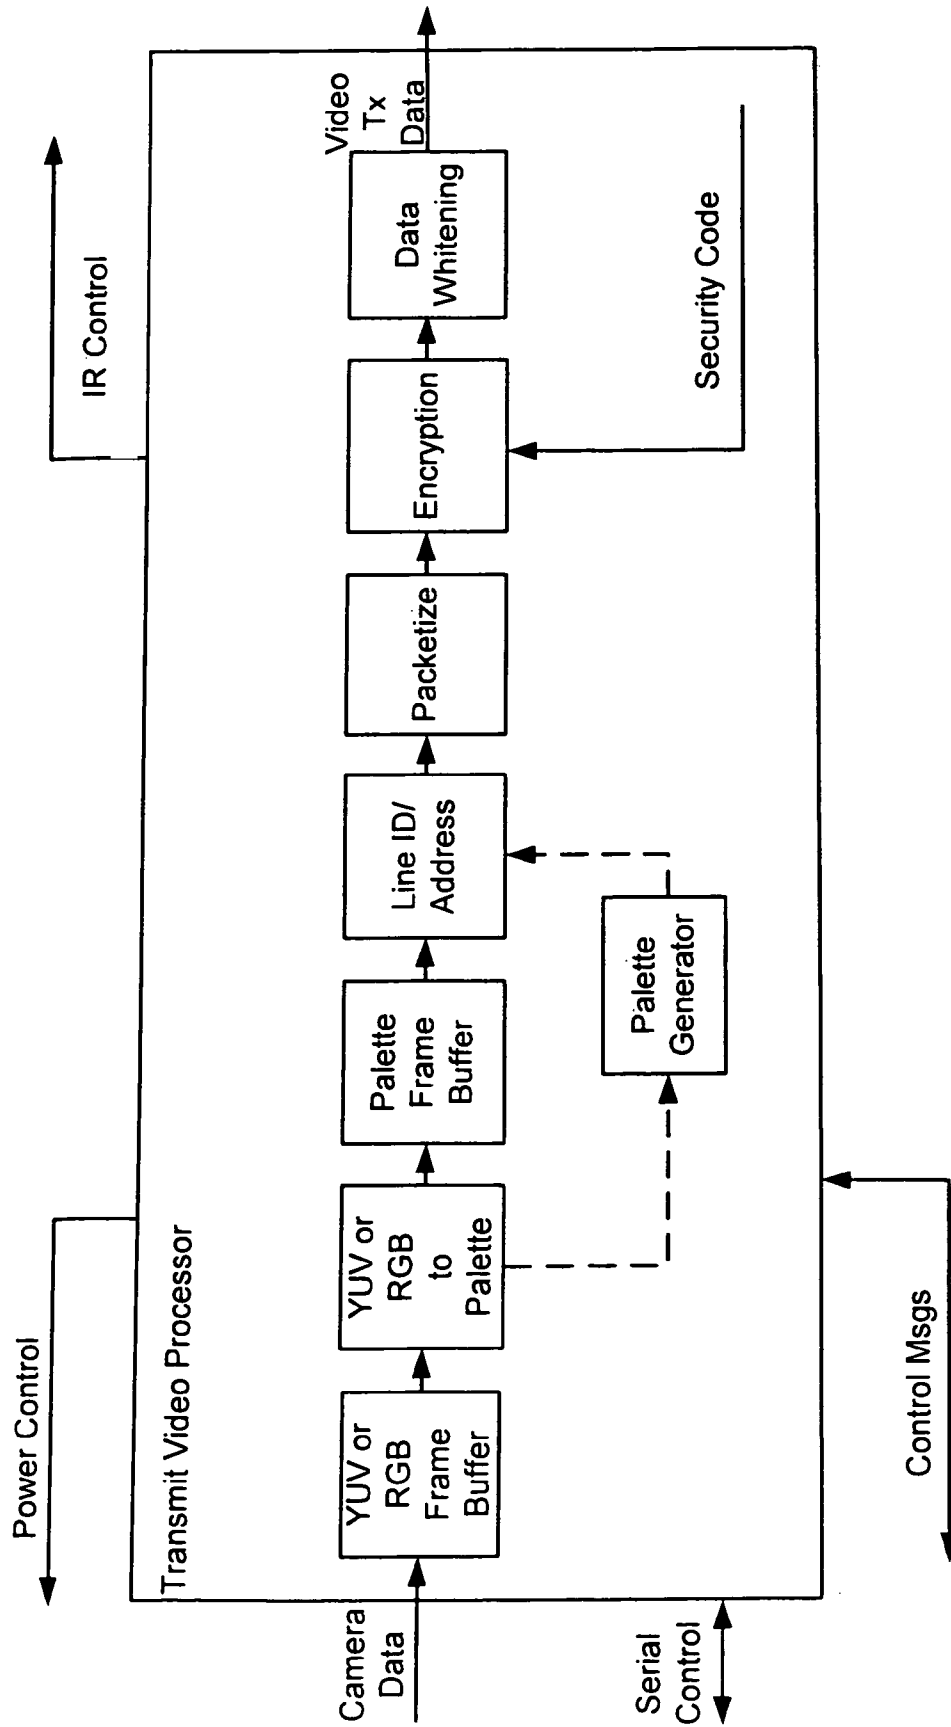 Power Control
IR Control
Transmit Video Processor
Camera
Data
YUV or
RGB
Frame
Buffer
YUV or
RGB
to
Palette
Palette
Frame
Buffer
Line ID/
Address
Packetize
Encryption
Data
Whitening
Video
Tx
Data
Palette
Generator
Security Code
Serial
Control
Control Msgs